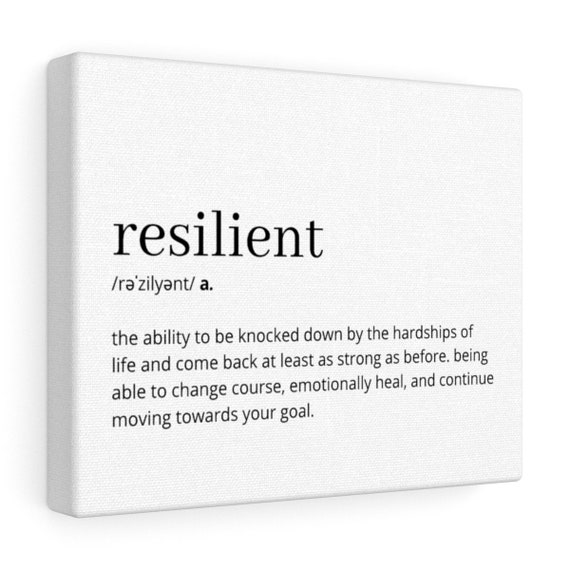 resilient
/rəˈzilyənt/ a.
the ability to be knocked down by the hardships of
life and come back at least as strong as before. being
able to change course, emotionally heal, and continue
moving towards your goal.